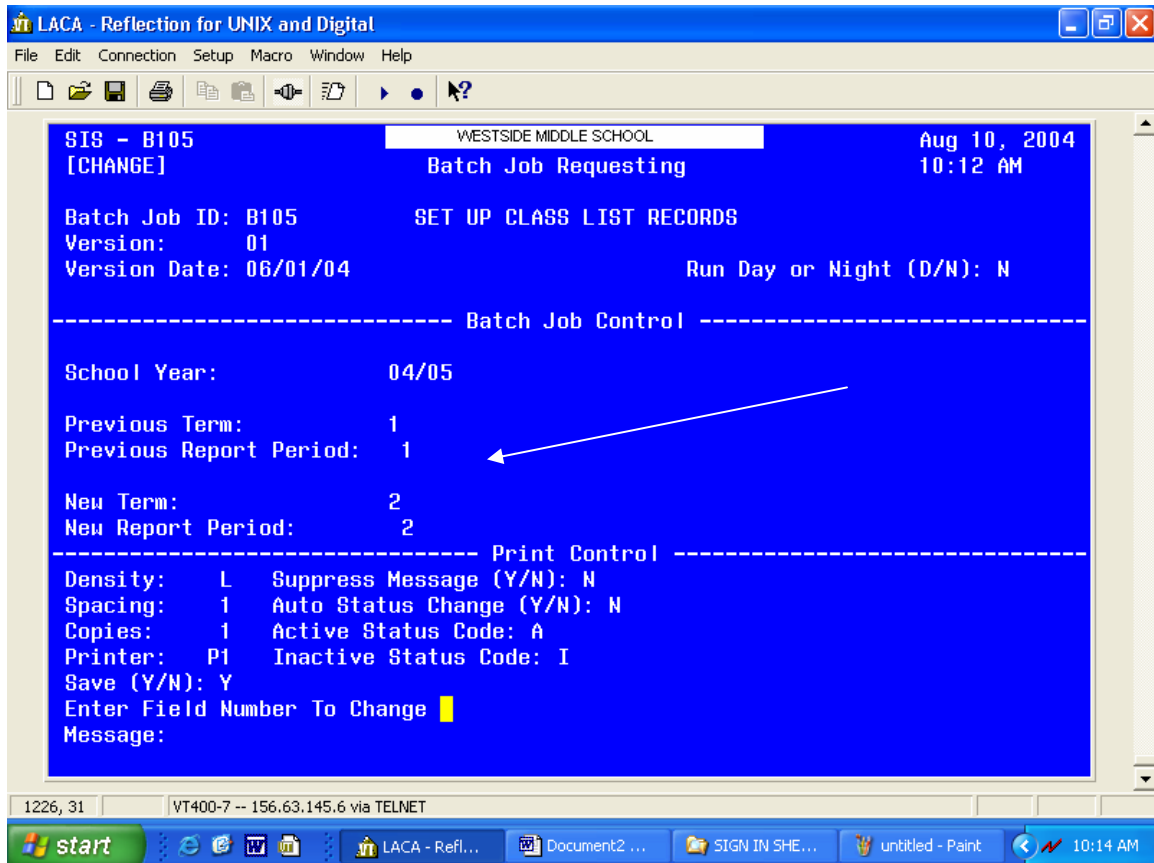 LACA - Reflection for UNIX and Digital
File Edit Connection Setup Macro Window Help
SIS - B105 WESTSIDE MIDDLE SCHOOL Aug 10, 2004
[CHANGE] Batch Job Requesting 10:12 AM
Batch Job ID: B105 SET UP CLASS LIST RECORDS
Version: 01
Version Date: 06/01/04 Run Day or Night (D/N): N
------------------------------- Batch Job Control ------------------------------
School Year: 04/05
Previous Term: 1
Previous Report Period: 1
New Term: 2
New Report Period: 2
--------------------------------- Print Control --------------------------------
Density: L Suppress Message (Y/N): N
Spacing: 1 Auto Status Change (Y/N): N
Copies: 1 Active Status Code: A
Printer: P1 Inactive Status Code: I
Save (Y/N): Y
Enter Field Number To Change
Message:
1226, 31 VT400-7 -- 156.63.145.6 via TELNET
start LACA - Refl... Document2 ... SIGN IN SHE... untitled - Paint 10:14 AM